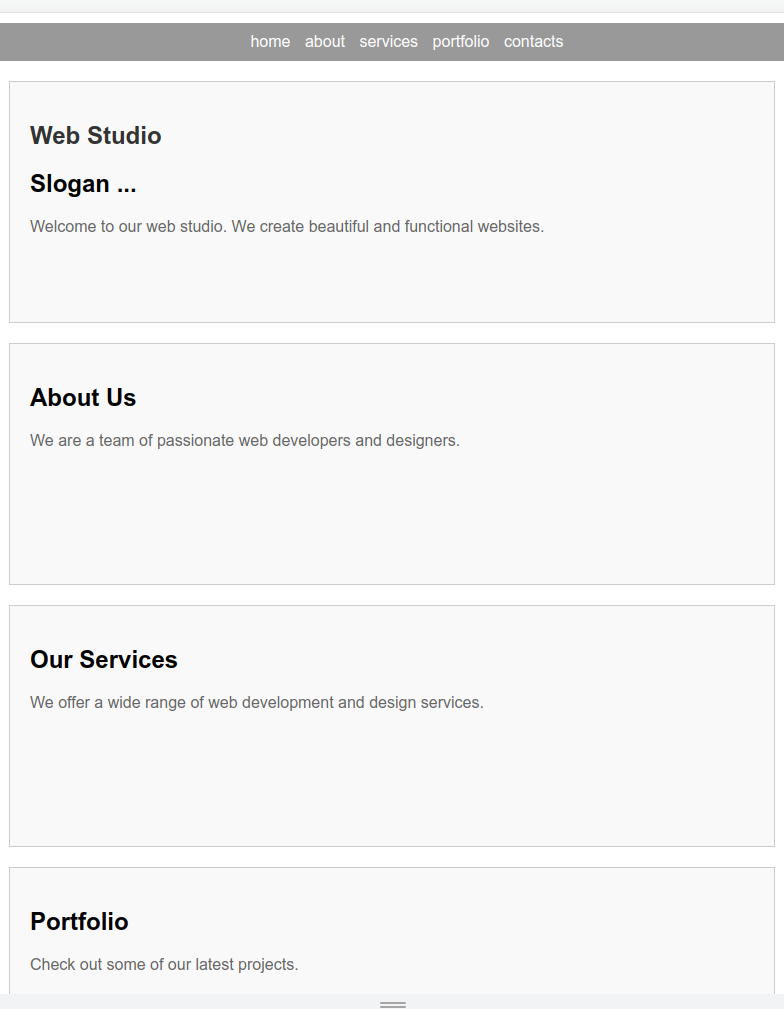 home about services portfolio contacts
Web Studio
Slogan ...
Welcome to our web studio. We create beautiful and functional websites.
About Us
We are a team of passionate web developers and designers.
Our Services
We offer a wide range of web development and design services.
Portfolio
Check out some of our latest projects.